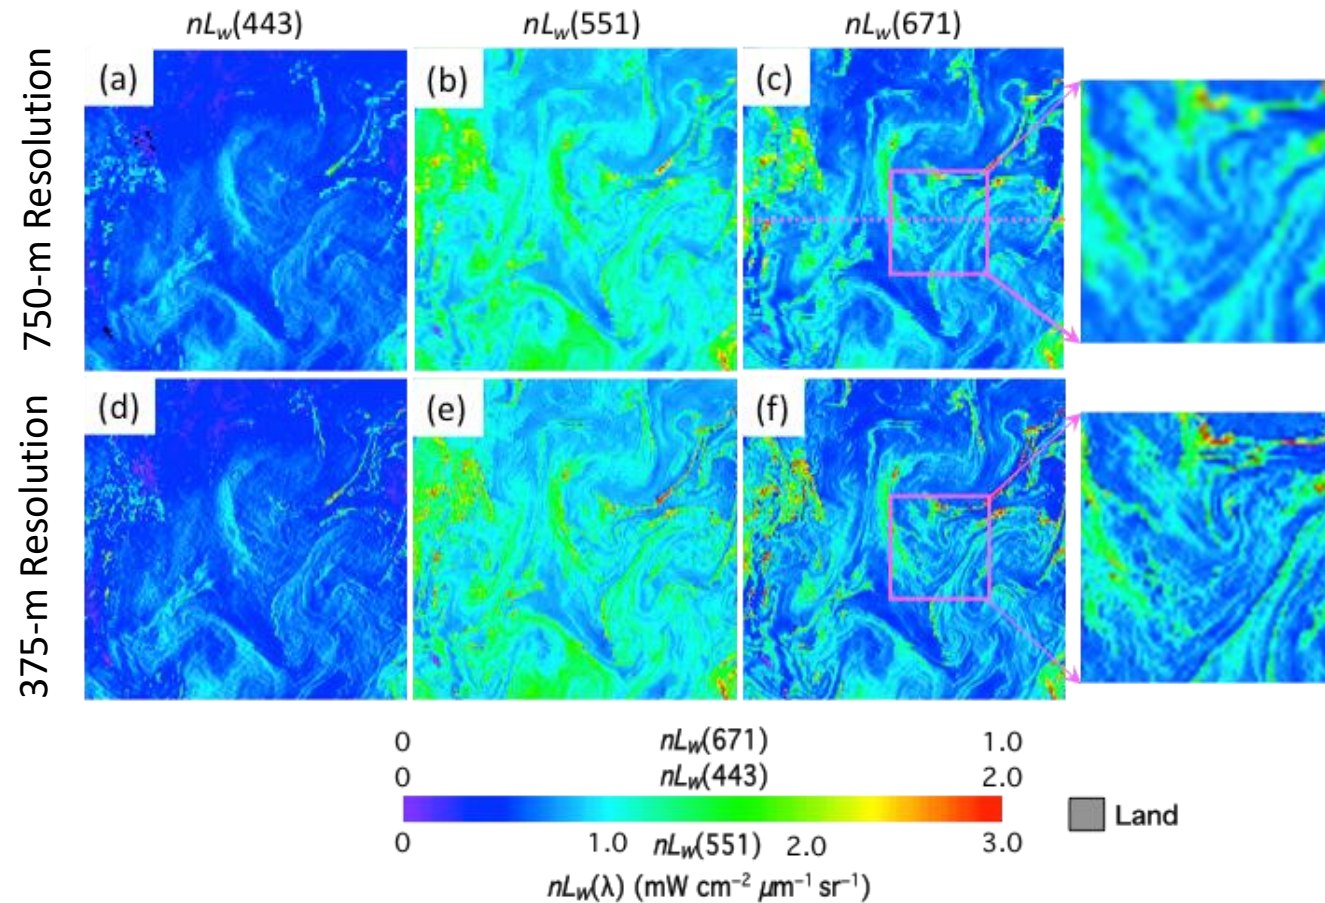 nLw(443) nLw(551) nLw(671)
750-m Resolution
(a) (b) (c)
375-m Resolution
(d) (e) (f)
0 nLw(671) 1.0
0 nLw(443) 2.0
0 1.0 nLw(551) 2.0 3.0
Land
nLw(λ) (mW cm⁻² μm⁻¹ sr⁻¹)